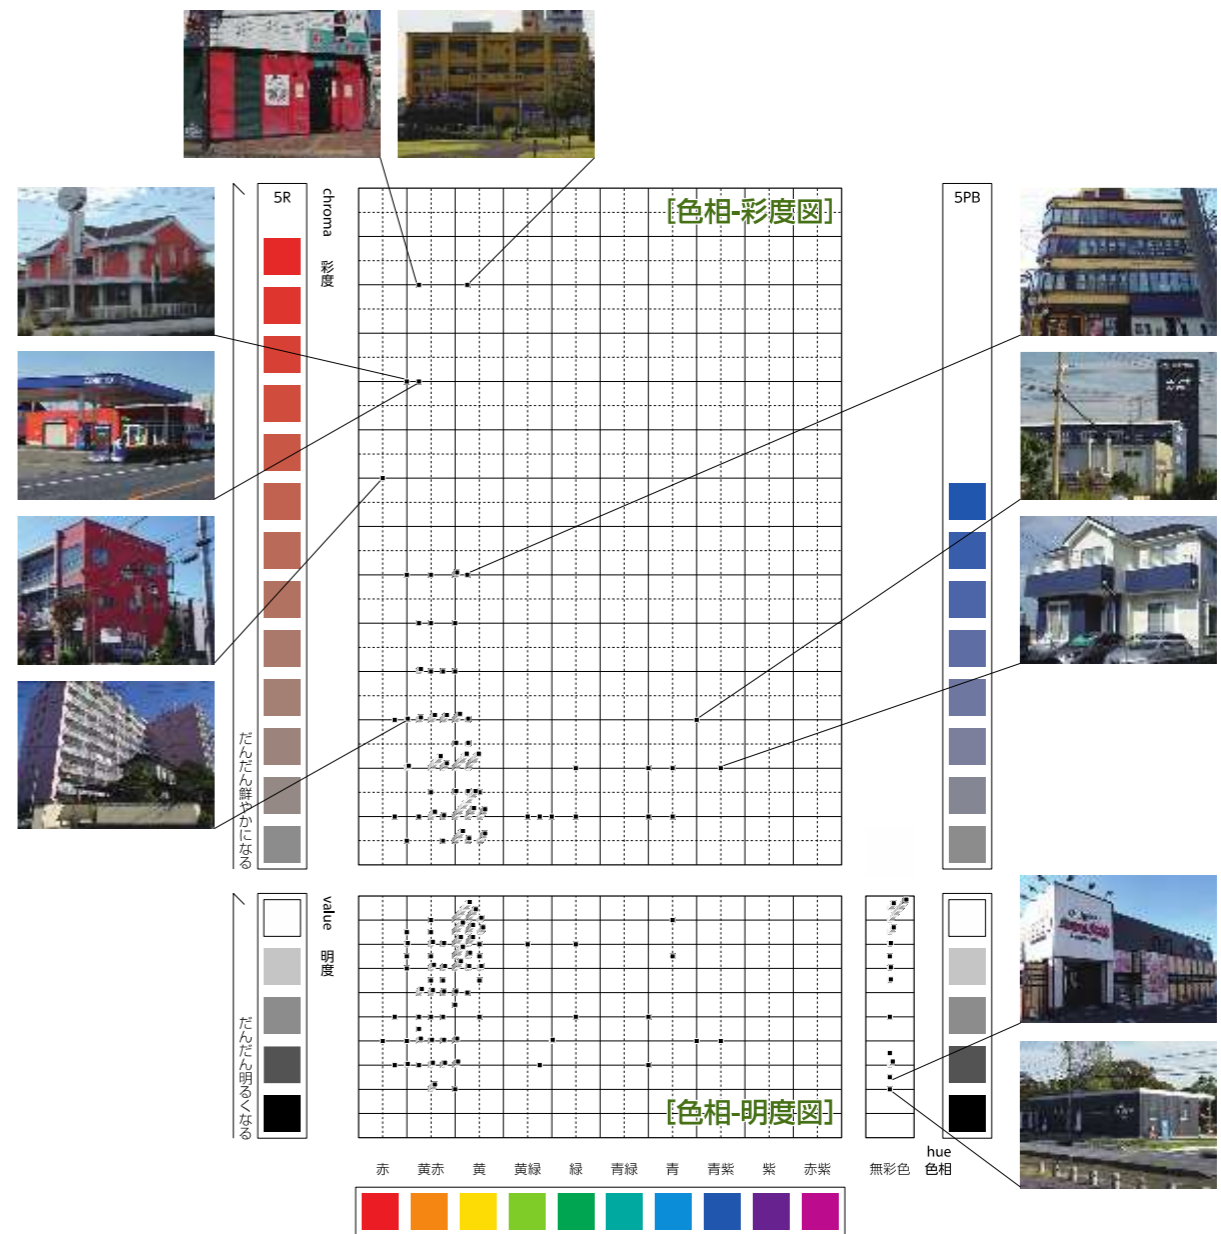 5R
chroma 彩度
[色相-彩度図]
5PB
だんだん鮮やかになる
value 明度
だんだん明るくなる
[色相-明度図]
赤 黄赤 黄 黄緑 緑 青緑 青 青紫 紫 赤紫 無彩色
hue
色相